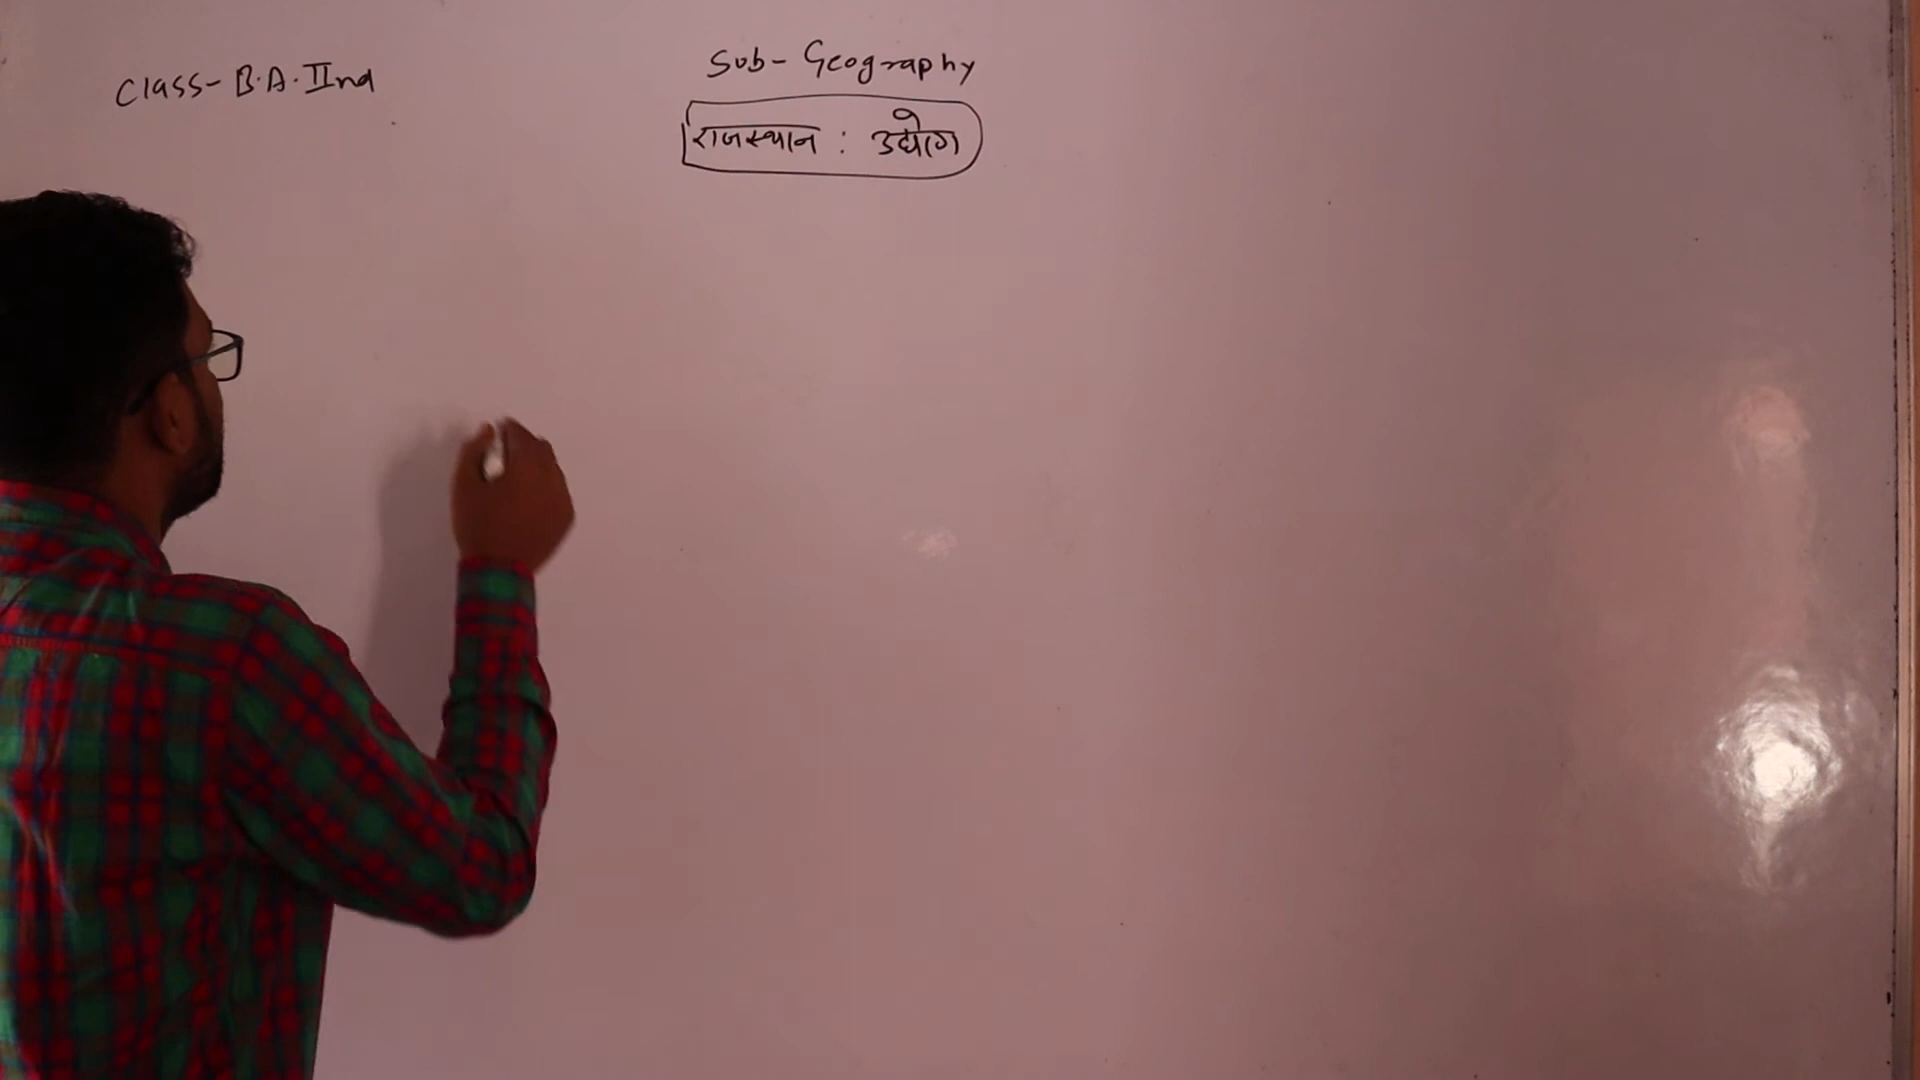 Class- B.A. IInd
Sub- Geography
राजस्थान : उद्योग